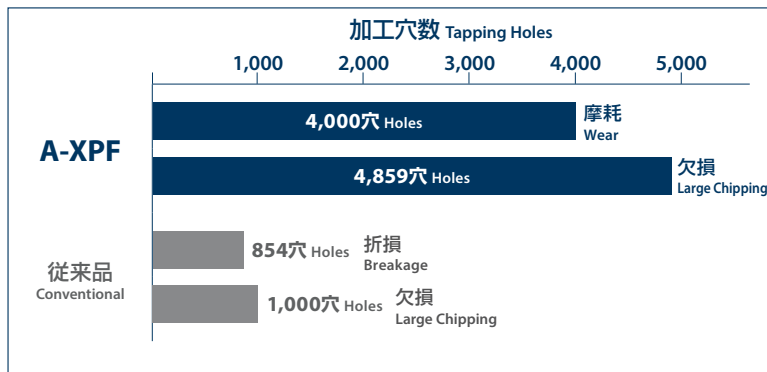 加工穴数 Tapping Holes
1,000 2,000 3,000 4,000 5,000
A-XPF
4,000穴 Holes
摩耗
Wear
4,859穴 Holes
欠損
Large Chipping
従来品
Conventional
854穴 Holes
折損
Breakage
1,000穴 Holes
欠損
Large Chipping